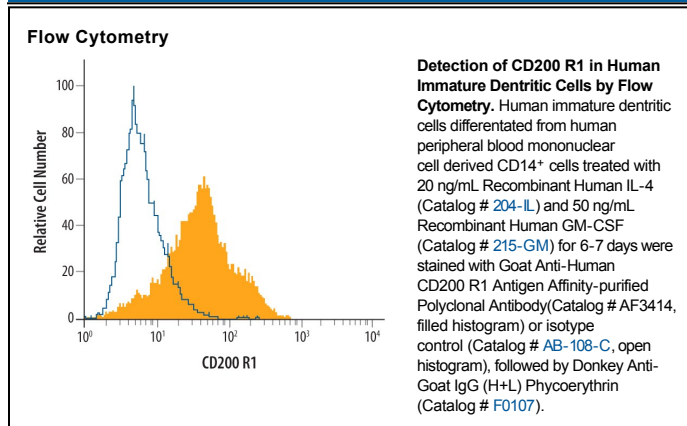 Flow Cytometry
Relative Cell Number
100
80
60
40
20
0
10⁰
10¹
10²
10³
10⁴
CD200 R1
Detection of CD200 R1 in Human
Immature Dentritic Cells by Flow
Cytometry. Human immature dentritic
cells differentated from human
peripheral blood mononuclear
cell derived CD14⁺ cells treated with
20 ng/mL Recombinant Human IL-4
(Catalog # 204-IL) and 50 ng/mL
Recombinant Human GM-CSF
(Catalog # 215-GM) for 6-7 days were
stained with Goat Anti-Human
CD200 R1 Antigen Affinity-purified
Polyclonal Antibody(Catalog # AF3414,
filled histogram) or isotype
control (Catalog # AB-108-C, open
histogram), followed by Donkey Anti-
Goat IgG (H+L) Phycoerythrin
(Catalog # F0107).